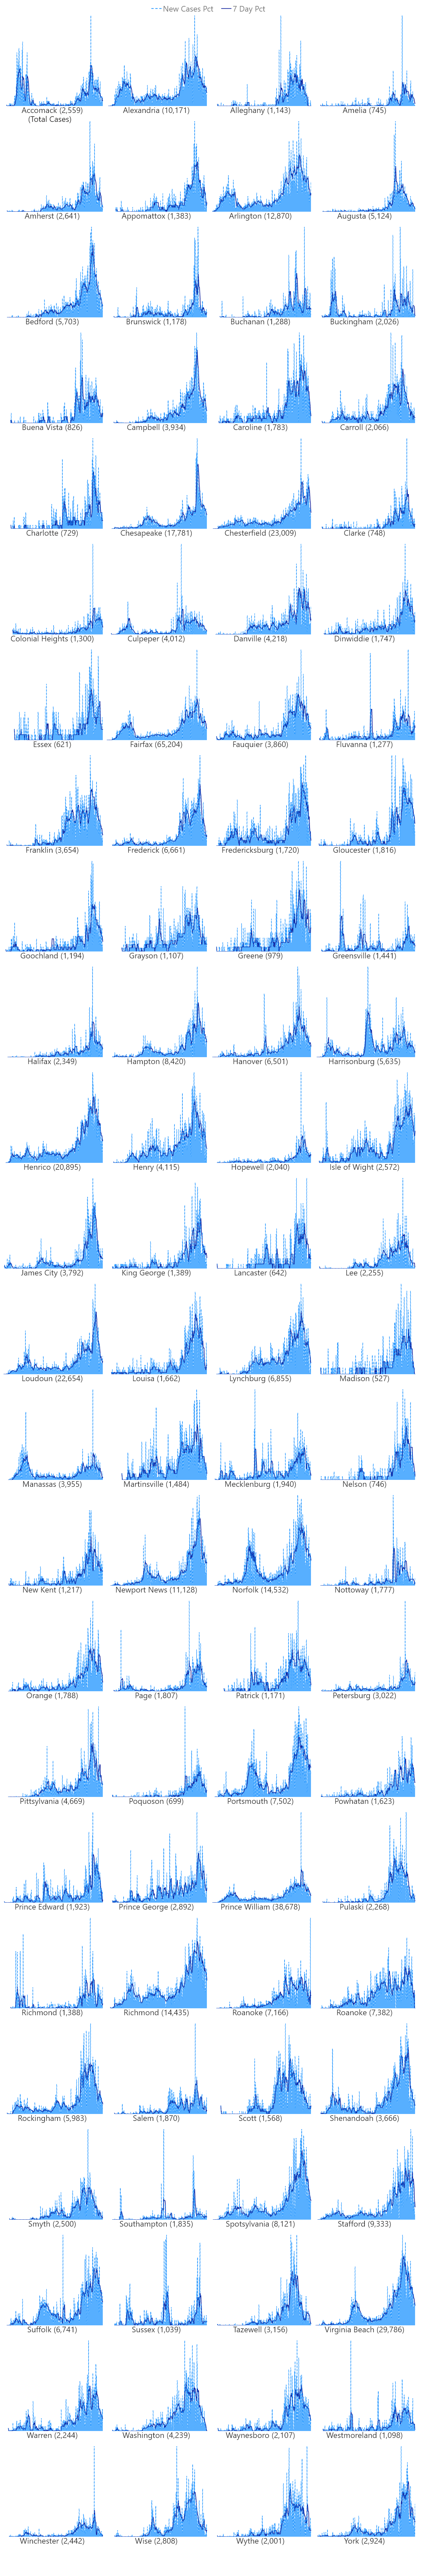 New Cases Pct 7 Day Pct
Accomack (2,559) Alexandria (10,171) Alleghany (1,143) Amelia (745)
(Total Cases)
Amherst (2,641) Appomattox (1,383) Arlington (12,870) Augusta (5,124)
Bedford (5,703) Brunswick (1,178) Buchanan (1,288) Buckingham (2,026)
Buena Vista (826) Campbell (3,934) Caroline (1,783) Carroll (2,066)
Charlotte (729) Chesapeake (17,781) Chesterfield (23,009) Clarke (748)
Colonial Heights (1,300) Culpeper (4,012) Danville (4,218) Dinwiddie (1,747)
Essex (621) Fairfax (65,204) Fauquier (3,860) Fluvanna (1,277)
Franklin (3,654) Frederick (6,661) Fredericksburg (1,720) Gloucester (1,816)
Goochland (1,194) Grayson (1,107) Greene (979) Greensville (1,441)
Halifax (2,349) Hampton (8,420) Hanover (6,501) Harrisonburg (5,635)
Henrico (20,895) Henry (4,115) Hopewell (2,040) Isle of Wight (2,572)
James City (3,792) King George (1,389) Lancaster (642) Lee (2,255)
Loudoun (22,654) Louisa (1,662) Lynchburg (6,855) Madison (527)
Manassas (3,955) Martinsville (1,484) Mecklenburg (1,940) Nelson (746)
New Kent (1,217) Newport News (11,128) Norfolk (14,532) Nottoway (1,777)
Orange (1,788) Page (1,807) Patrick (1,171) Petersburg (3,022)
Pittsylvania (4,669) Poquoson (699) Portsmouth (7,502) Powhatan (1,623)
Prince Edward (1,923) Prince George (2,892) Prince William (38,678) Pulaski (2,268)
Richmond (1,388) Richmond (14,435) Roanoke (7,166) Roanoke (7,382)
Rockingham (5,983) Salem (1,870) Scott (1,568) Shenandoah (3,666)
Smyth (2,500) Southampton (1,835) Spotsylvania (8,121) Stafford (9,333)
Suffolk (6,741) Sussex (1,039) Tazewell (3,156) Virginia Beach (29,786)
Warren (2,244) Washington (4,239) Waynesboro (2,107) Westmoreland (1,098)
Winchester (2,442) Wise (2,808) Wythe (2,001) York (2,924)